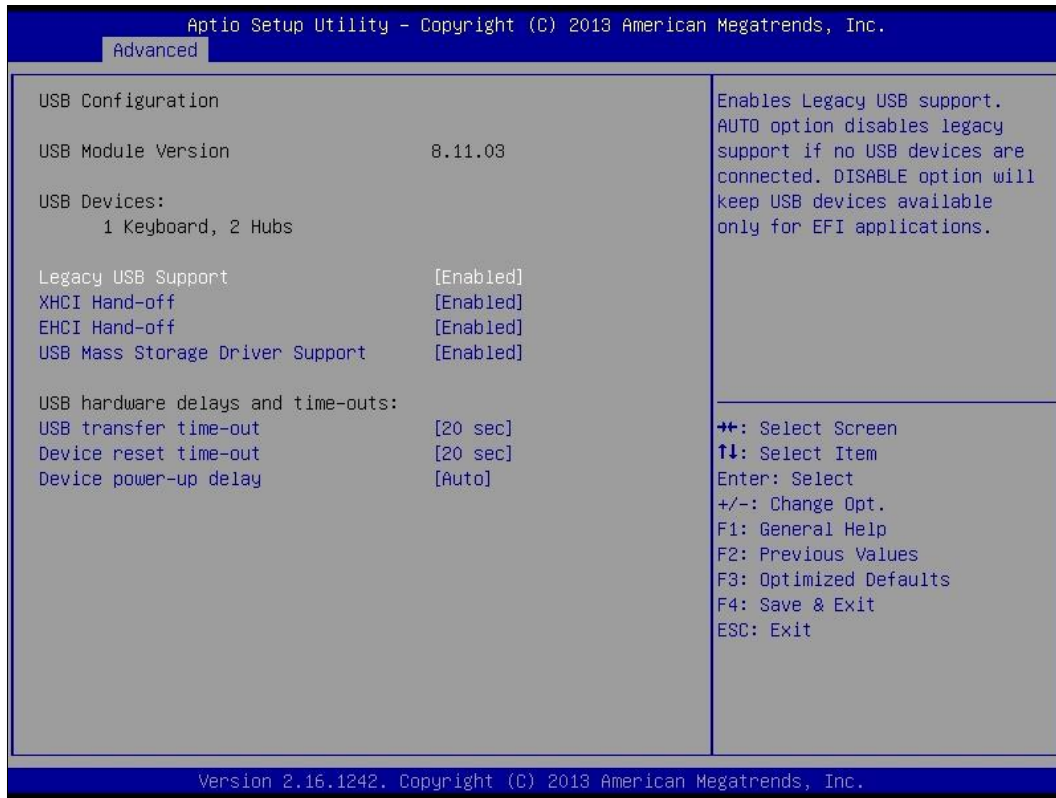 Aptio Setup Utility – Copyright (C) 2013 American Megatrends, Inc.
Advanced
USB Configuration
USB Module Version 8.11.03
USB Devices:
1 Keyboard, 2 Hubs
Legacy USB Support [Enabled]
XHCI Hand-off [Enabled]
EHCI Hand-off [Enabled]
USB Mass Storage Driver Support [Enabled]
USB hardware delays and time-outs:
USB transfer time-out [20 sec]
Device reset time-out [20 sec]
Device power-up delay [Auto]
Enables Legacy USB support.
AUTO option disables legacy
support if no USB devices are
connected. DISABLE option will
keep USB devices available
only for EFI applications.
→←: Select Screen
↑↓: Select Item
Enter: Select
+/-: Change Opt.
F1: General Help
F2: Previous Values
F3: Optimized Defaults
F4: Save & Exit
ESC: Exit
Version 2.16.1242. Copyright (C) 2013 American Megatrends, Inc.